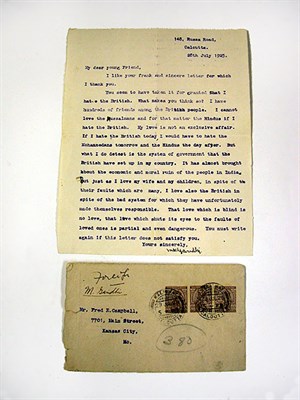 148, Russa Road,
Calcutta.
26th July 1925.
My dear young friend,
I like your frank and sincere letter for which
I thank you.
You seem to have taken it for granted that I
hate the British. What makes you think so? I have
hundreds of friends among the British people. I cannot
love the Mussalmans and for that matter the Hindus if I
hate the British. My love is not an exclusive affair.
If I hate the British today I would have to hate the
Mohamedans tomorrow and the Hindus the day after. But
what I do detest is the system of government that the
British have set up in my country. It has almost brought
about the economic and moral ruin of the people in India.
But just as I love my wife and my children, in spite of
their faults which are many, I love also the British in
spite of the bad system for which they have unfortunately
made themselves responsible. That love which is blind is
no love, that love which shuts its eyes to the faults of
loved ones is partial and even dangerous. You must write
again if this letter does not satisfy you.
Yours sincerely,
MKGandhi
M. Gandhi
Mr. Fred E. Campbell,
7701, Main Street,
Kansas City,
Mo.